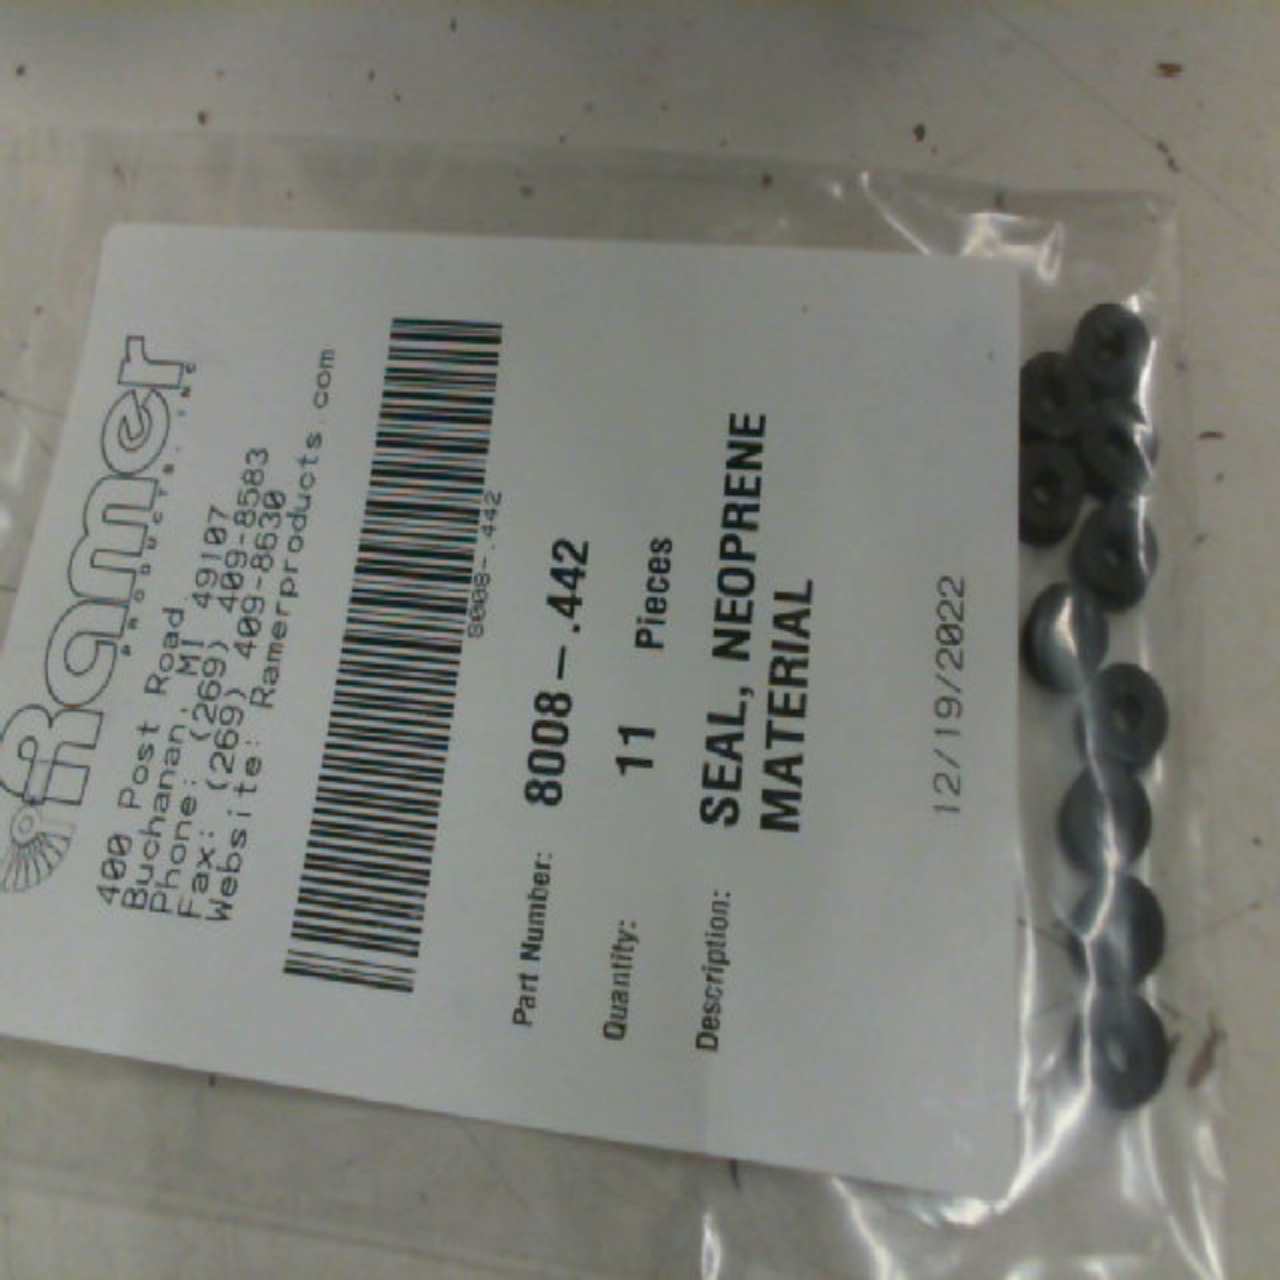 Ramer
PRODUCTS, INC
400 Post Road
Buchanan, MI 49107
Phone: (269) 409-8583
Fax: (269) 409-8630
Website: Ramerproducts.com
8008-.442
Part Number: 8008-.442
Quantity: 11 Pieces
Description: SEAL, NEOPRENE
MATERIAL
12/19/2022